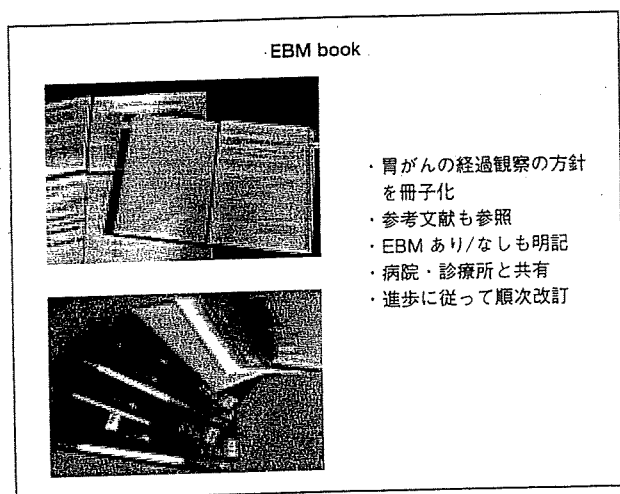 EBM book
・胃がんの経過観察の方針
を冊子化
・参考文献も参照
・EBM あり/なしも明記
・病院・診療所と共有
・進歩に従って順次改訂